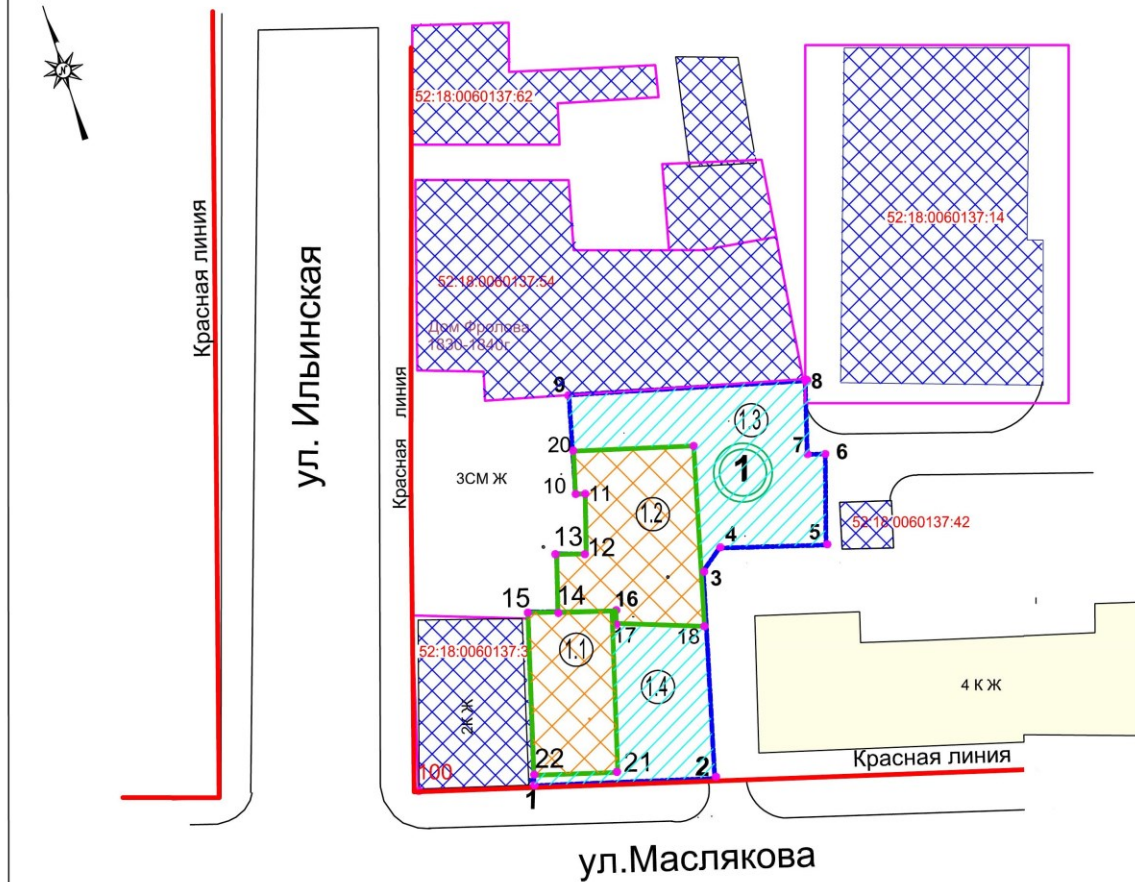 N
52:18:0060137:62
Красная линия
ул. Ильинская
52:18:0060137:14
52:18:0060137:54
Дом Фролова
1830-1840г
Красная линия
9
8
1.3
20
7
6
1
3СМ Ж
10
11
1.2
52:18:0060137:42
13
12
4
5
3
15
14
16
17
18
52:18:0060137:3
1.1
1.4
2К Ж
4 К Ж
100
22
21
2
Красная линия
1
ул.Маслякова